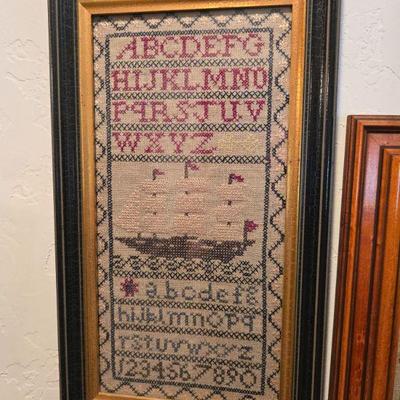 ABCDEFG
HIJKLMNO
PQRSTUV
WXYZ
abcdefg
hijklmnopq
rstuvwxyz
1234567890